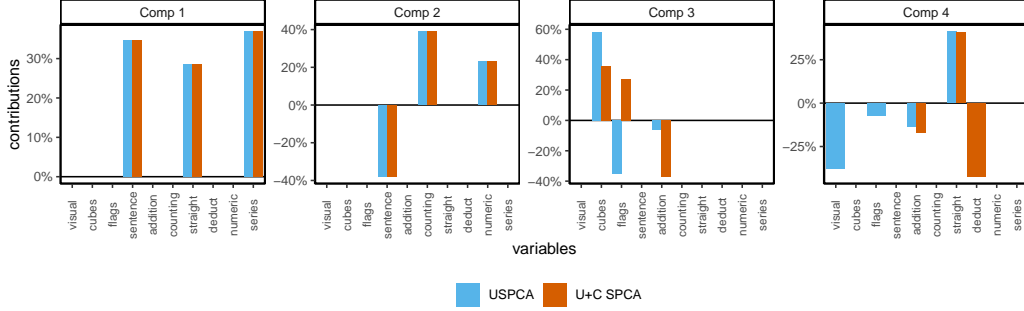 Comp 1
Comp 2
Comp 3
Comp 4
contributions
30%
20%
10%
0%
40%
20%
0%
−20%
−40%
60%
40%
20%
0%
−20%
−40%
25%
0%
−25%
visual
cubes
flags
sentence
addition
counting
straight
deduct
numeric
series
visual
cubes
flags
sentence
addition
counting
straight
deduct
numeric
series
visual
cubes
flags
sentence
addition
counting
straight
deduct
numeric
series
visual
cubes
flags
sentence
addition
counting
straight
deduct
numeric
series
variables
USPCA
U+C SPCA